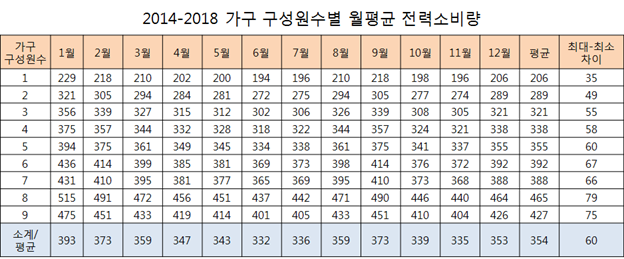 2014-2018 가구 구성원수별 월평균 전력소비량
가구 구성원수 1월 2월 3월 4월 5월 6월 7월 8월 9월 10월 11월 12월 평균 최대-최소 차이
1 229 218 210 202 200 194 196 210 218 198 196 206 206 35
2 321 305 294 284 281 272 275 294 305 277 274 289 289 49
3 356 339 327 315 312 302 306 326 339 308 305 321 321 55
4 375 357 344 332 328 318 322 344 357 324 321 338 338 58
5 394 375 361 349 345 334 338 361 375 341 337 355 355 60
6 436 414 399 385 381 369 373 398 414 376 372 392 392 67
7 431 410 395 381 377 365 369 395 410 373 368 388 388 66
8 515 491 472 456 451 437 442 471 490 446 440 464 465 79
9 475 451 433 419 414 401 405 433 451 410 404 426 427 75
소계/평균 393 373 359 347 343 332 336 359 373 339 335 353 354 60